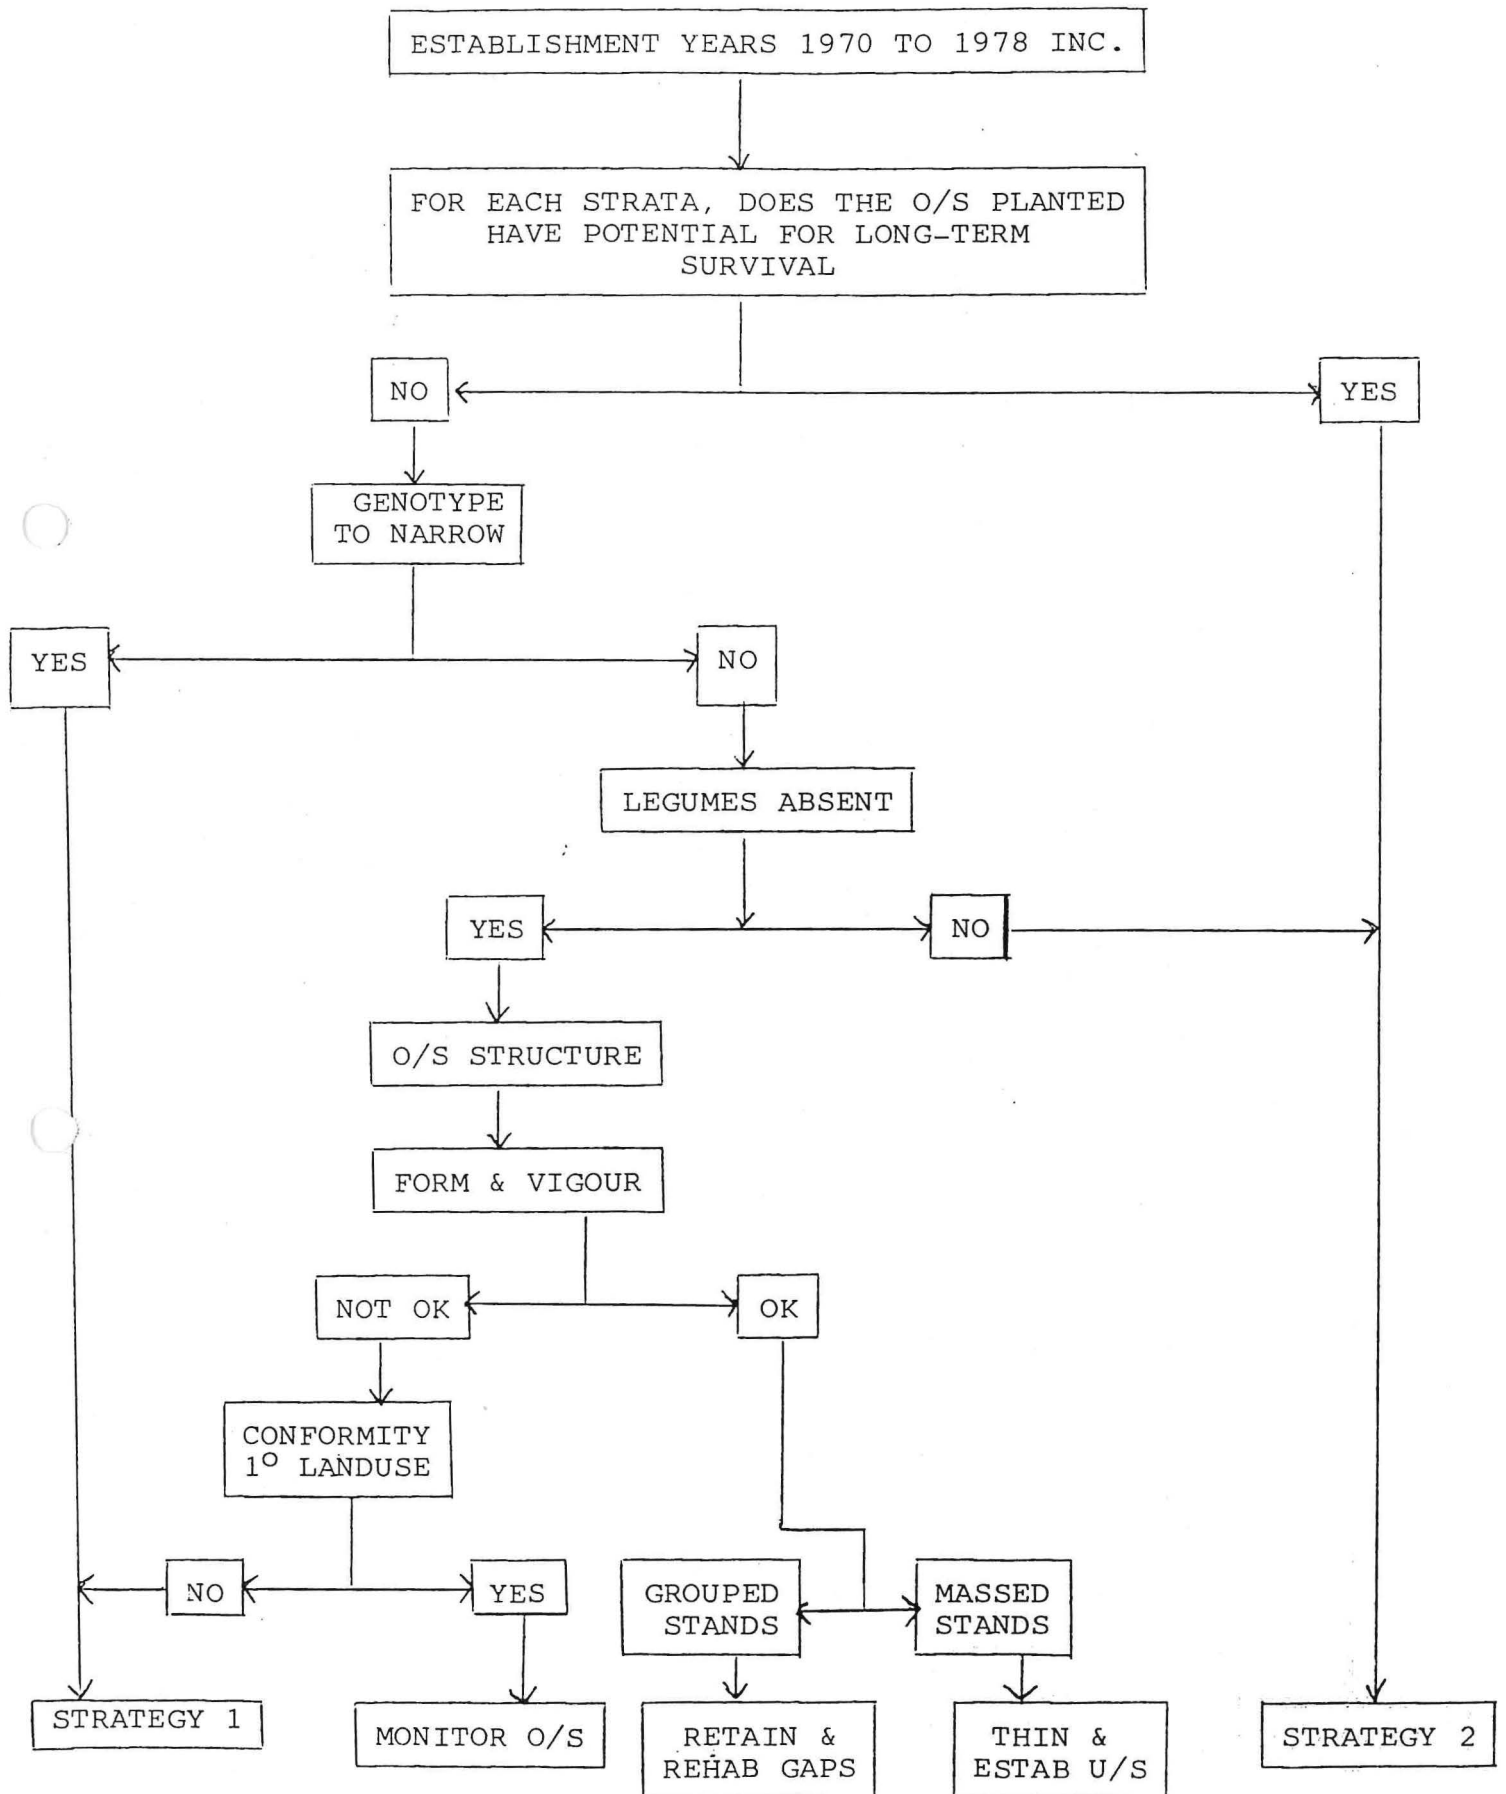 ESTABLISHMENT YEARS 1970 TO 1978 INC.
FOR EACH STRATA, DOES THE O/S PLANTED
HAVE POTENTIAL FOR LONG-TERM
SURVIVAL
NO
YES
GENOTYPE
TO NARROW
YES
NO
LEGUMES ABSENT
YES
NO
O/S STRUCTURE
FORM & VIGOUR
NOT OK
OK
CONFORMITY
1° LANDUSE
NO
YES
GROUPED
STANDS
MASSED
STANDS
STRATEGY 1
MONITOR O/S
RETAIN &
REHAB GAPS
THIN &
ESTAB U/S
STRATEGY 2